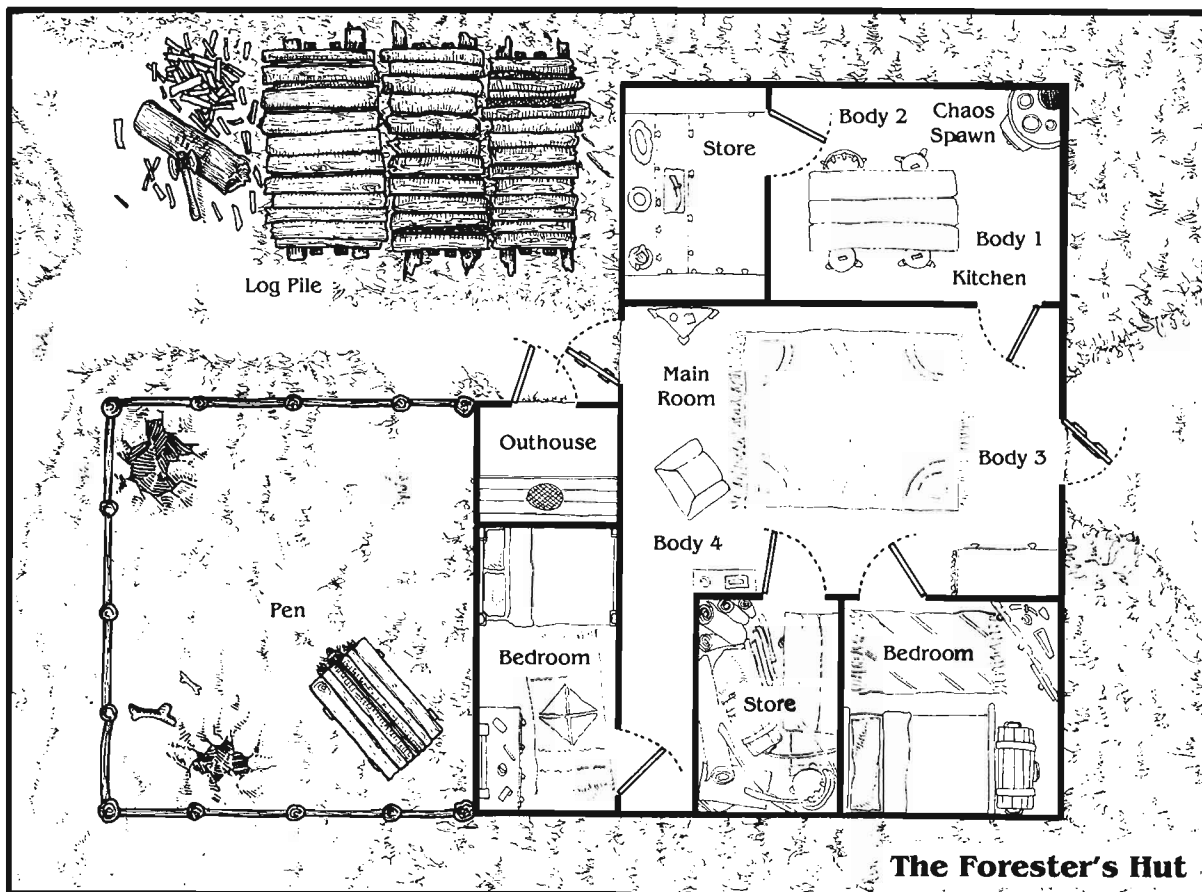 Body 2
Chaos
Spawn
Store
Body 1
Kitchen
Log Pile
Main
Room
Outhouse
Body 3
Body 4
Pen
Bedroom
Bedroom
Store
The Forester's Hut